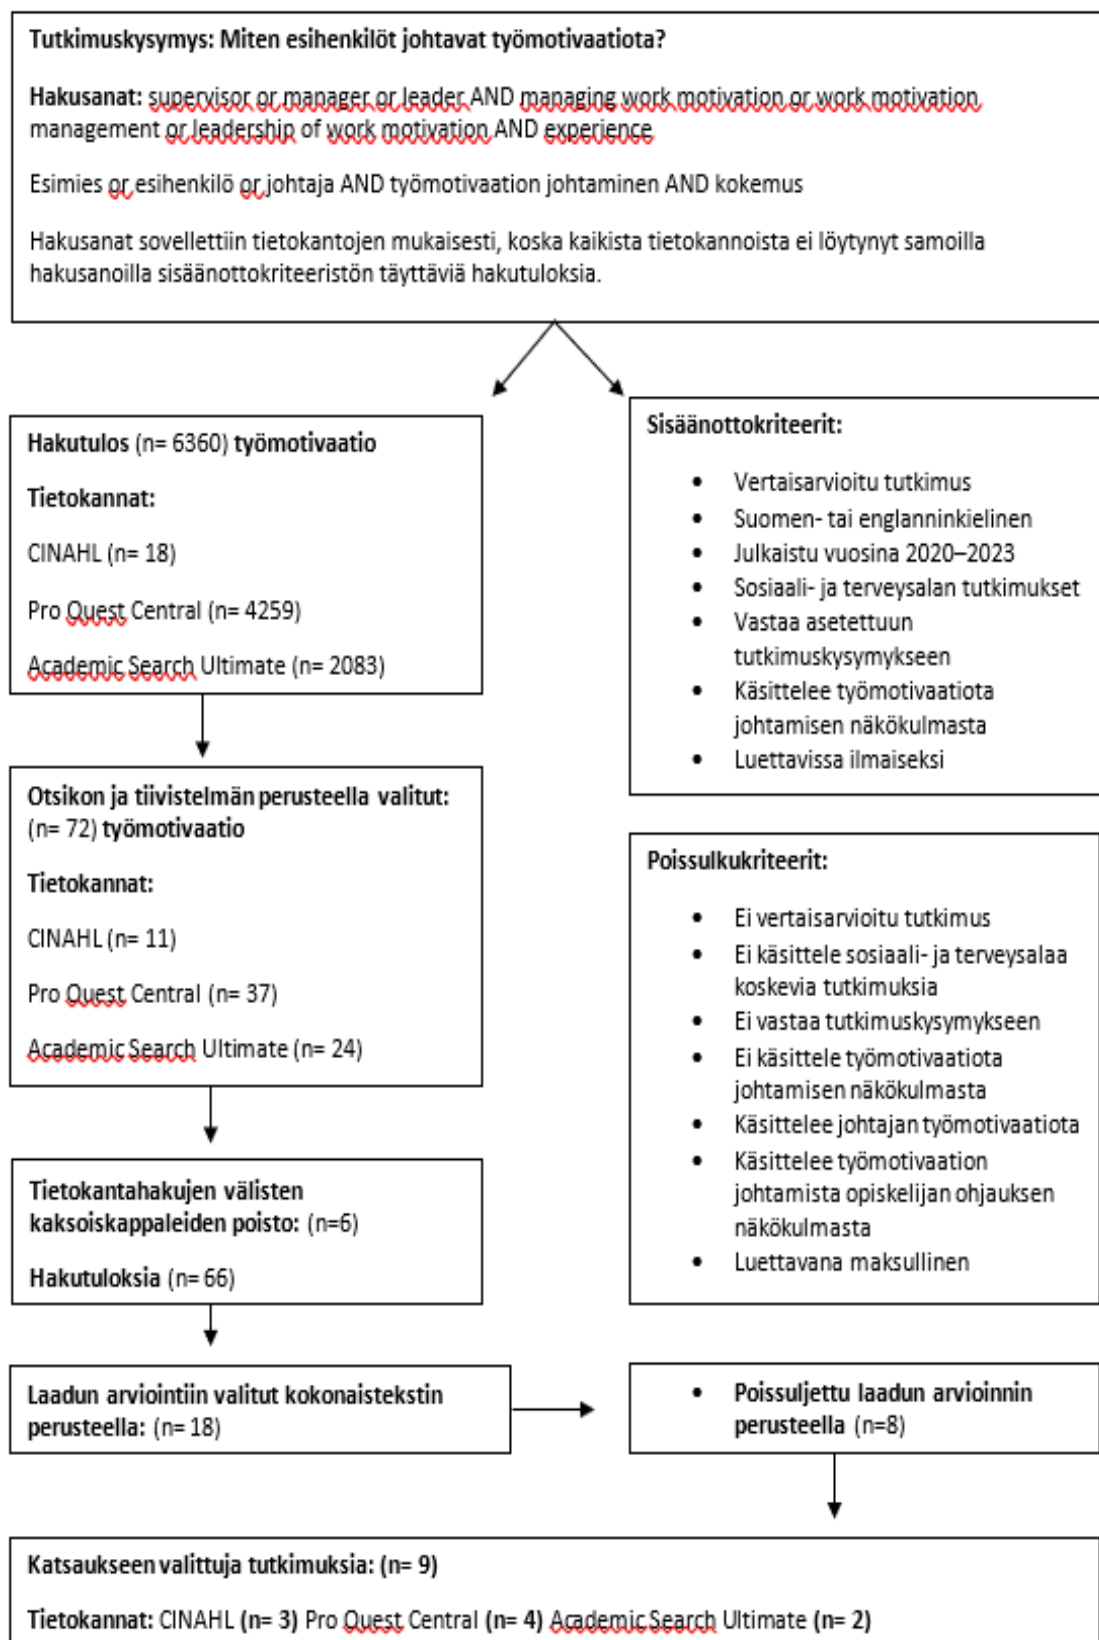 Tutkimuskysymys: Miten esihenkilöt johtavat työmotivaatiota?
Hakusanat: supervisor or manager or leader AND managing work motivation or work motivation
management or leadership of work motivation AND experience
Esimies or esihenkilö or johtaja AND työmotivaation johtaminen AND kokemus
Hakusanat sovellettiin tietokantojen mukaisesti, koska kaikista tietokannoista ei löytynyt samoilla
hakusanoilla sisäänottokriteeristön täyttäviä hakutuloksia.
Hakutulos (n= 6360) työmotivaatio
Tietokannat:
CINAHL (n= 18)
Pro Quest Central (n= 4259)
Academic Search Ultimate (n= 2083)
Sisäänottokriteerit:
• Vertaisarvioitu tutkimus
• Suomen- tai englanninkielinen
• Julkaistu vuosina 2020–2023
• Sosiaali- ja terveysalan tutkimukset
• Vastaa asetettuun
tutkimuskysymykseen
• Käsittelee työmotivaatiota
johtamisen näkökulmasta
• Luettavissa ilmaiseksi
Otsikon ja tiivistelmän perusteella valitut:
(n= 72) työmotivaatio
Tietokannat:
CINAHL (n= 11)
Pro Quest Central (n= 37)
Academic Search Ultimate (n= 24)
Poissulkukriteerit:
• Ei vertaisarvioitu tutkimus
• Ei käsittele sosiaali- ja terveysalaa
koskevia tutkimuksia
• Ei vastaa tutkimuskysymykseen
• Ei käsittele työmotivaatiota
johtamisen näkökulmasta
• Käsittelee johtajan työmotivaatiota
• Käsittelee työmotivaation
johtamista opiskelijan ohjauksen
näkökulmasta
• Luettavana maksullinen
Tietokantahakujen välisten
kaksoiskappaleiden poisto: (n=6)
Hakutuloksia (n= 66)
Laadun arviointiin valitut kokonaistekstin
perusteella: (n= 18)
• Poissuljettu laadun arvioinnin
perusteella (n=8)
Katsaukseen valittuja tutkimuksia: (n= 9)
Tietokannat: CINAHL (n= 3) Pro Quest Central (n= 4) Academic Search Ultimate (n= 2)